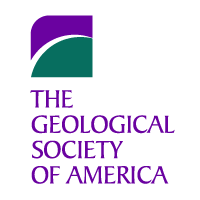 THE
GEOLOGICAL
SOCIETY
OF AMERICA